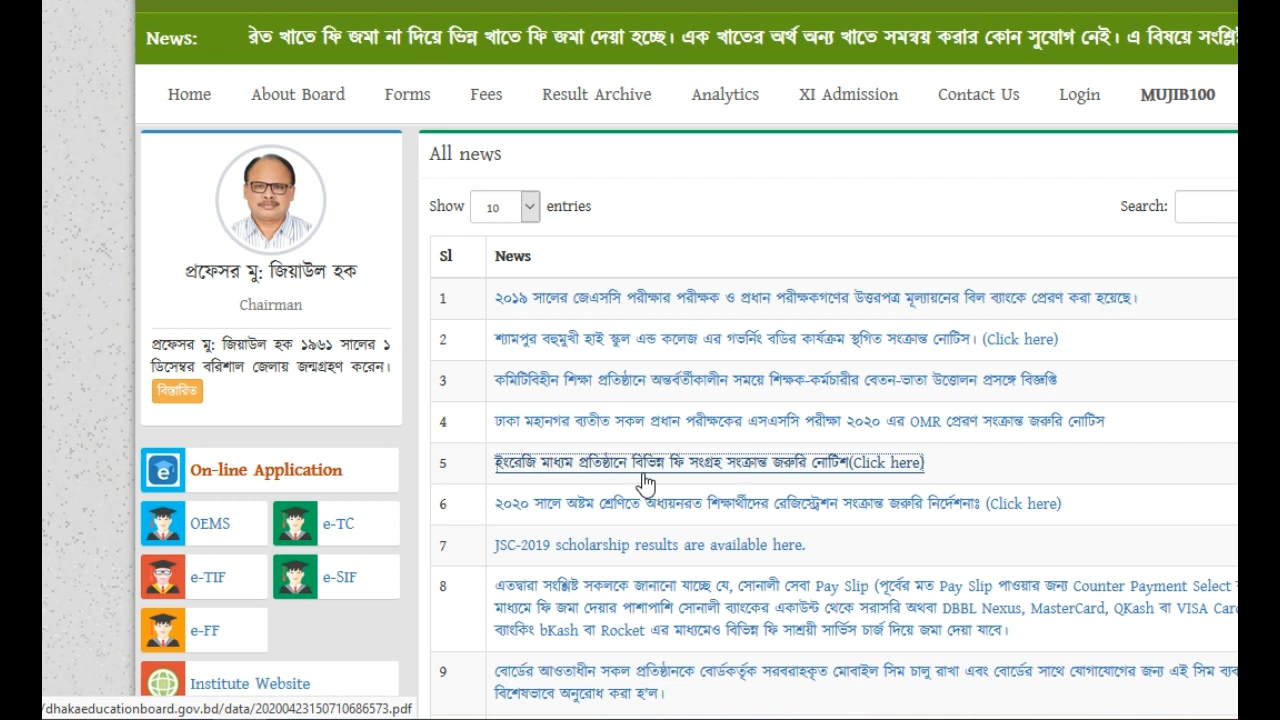 News: রিত খাতে ফি জমা না দিয়ে ভিন্ন খাতে ফি জমা দেয়া হচ্ছে। এক খাতের অর্থ অন্য খাতে সমন্বয় করার কোন সুযোগ নেই। এ বিষয়ে
Home About Board Forms Fees Result Archive Analytics XI Admission Contact Us Login MUJIB100
প্রফেসর মু: জিয়াউল হক
Chairman
প্রফেসর মু: জিয়াউল হক ১৯৬১ সালের ১
ডিসেম্বর বরিশাল জেলায় জন্মগ্রহণ করেন।
বিস্তারিত
On-line Application
OEMS e-TC
e-TIF e-SIF
e-FF
Institute Website
All news
Show 10 entries Search:
Sl News
1 ২০১৯ সালের জেএসসি পরীক্ষার পরীক্ষক ও প্রধান পরীক্ষকগণের উত্তরপত্র মূল্যায়নের বিল ব্যাংকে প্রেরণ করা হয়েছে।
2 শ্যামপুর বহুমুখী হাই স্কুল এন্ড কলেজ এর গভর্নিং বডির কার্যক্রম স্থগিত সংক্রান্ত নোটিস। (Click here)
3 কমিটিবিহীন শিক্ষা প্রতিষ্ঠানে অন্তর্বর্তীকালীন সময়ে শিক্ষক-কর্মচারীর বেতন-ভাতা উত্তোলন প্রসঙ্গে বিজ্ঞপ্তি
4 ঢাকা মহানগর ব্যতীত সকল প্রধান পরীক্ষকের এসএসসি পরীক্ষা ২০২০ এর OMR প্রেরণ সংক্রান্ত জরুরি নোটিস
5 ইংরেজি মাধ্যম প্রতিষ্ঠানে বিভিন্ন ফি সংগ্রহ সংক্রান্ত জরুরি নোটিশ(Click here)
6 ২০২০ সালে অষ্টম শ্রেণিতে অধ্যয়নরত শিক্ষার্থীদের রেজিস্ট্রেশন সংক্রান্ত জরুরি নির্দেশনাঃ (Click here)
7 JSC-2019 scholarship results are available here.
8 এতদ্বারা সংশ্লিষ্ট সকলকে জানানো যাচ্ছে যে, সোনালী সেবা Pay Slip (পূর্বের মত Pay Slip পাওয়ার জন্য Counter Payment Select
মাধ্যমে ফি জমা দেয়ার পাশাপাশি সোনালী ব্যাংকের একাউন্ট থেকে সরাসরি অথবা DBBL Nexus, MasterCard, QKash বা VISA
ব্যাংকিং bKash বা Rocket এর মাধ্যমেও বিভিন্ন ফি সাশ্রয়ী সার্ভিস চার্জ দিয়ে জমা দেয়া যাবে।
9 বোর্ডের আওতাধীন সকল প্রতিষ্ঠানকে বোর্ডকর্তৃক সরবরাহকৃত মোবাইল সিম চালু রাখা এবং বোর্ডের সাথে যোগাযোগের জন্য এই সিম
বিশেষভাবে অনুরোধ করা হ'ল।
/dhakaeducationboard.gov.bd/data/20200423150710686573.pdf